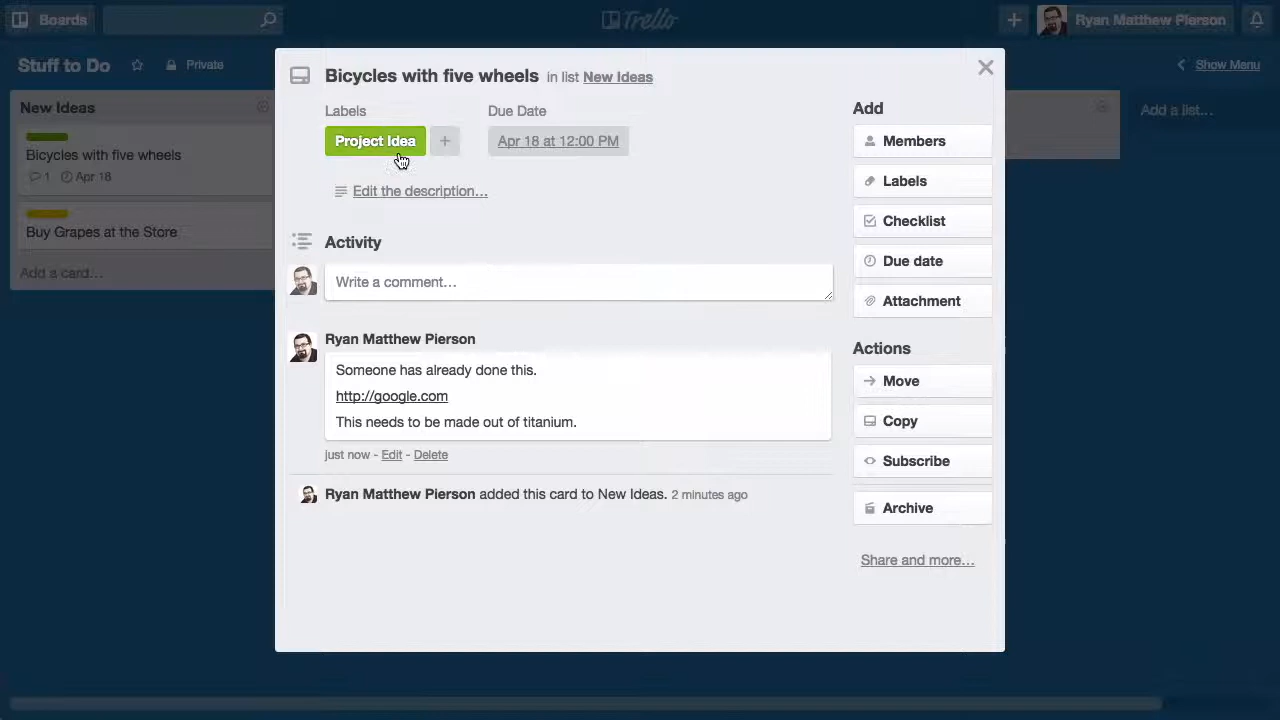 Boards
Trello
Ryan Matthew Pierson
Stuff to Do
Private
Show Menu
New Ideas
Bicycles with five wheels
1
Apr 18
Buy Grapes at the Store
Add a card...
Add a list...
Bicycles with five wheels in list New Ideas
Labels
Due Date
Project Idea
+
Apr 18 at 12:00 PM
Edit the description...
Activity
Write a comment...
Ryan Matthew Pierson
Someone has already done this.
http://google.com
This needs to be made out of titanium.
just now - Edit - Delete
Ryan Matthew Pierson added this card to New Ideas. 2 minutes ago
Add
Members
Labels
Checklist
Due date
Attachment
Actions
Move
Copy
Subscribe
Archive
Share and more...